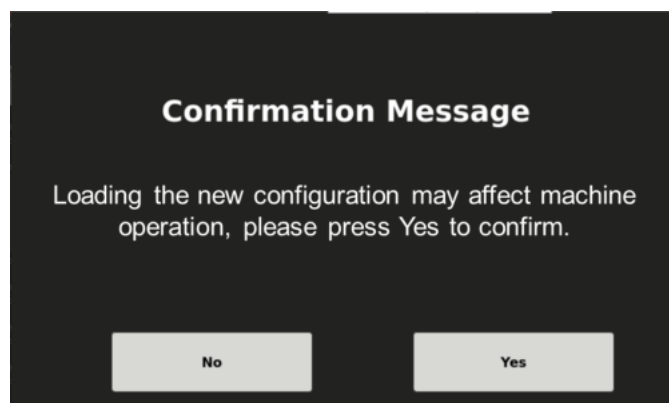 Confirmation Message
Loading the new configuration may affect machine
operation, please press Yes to confirm.
No
Yes